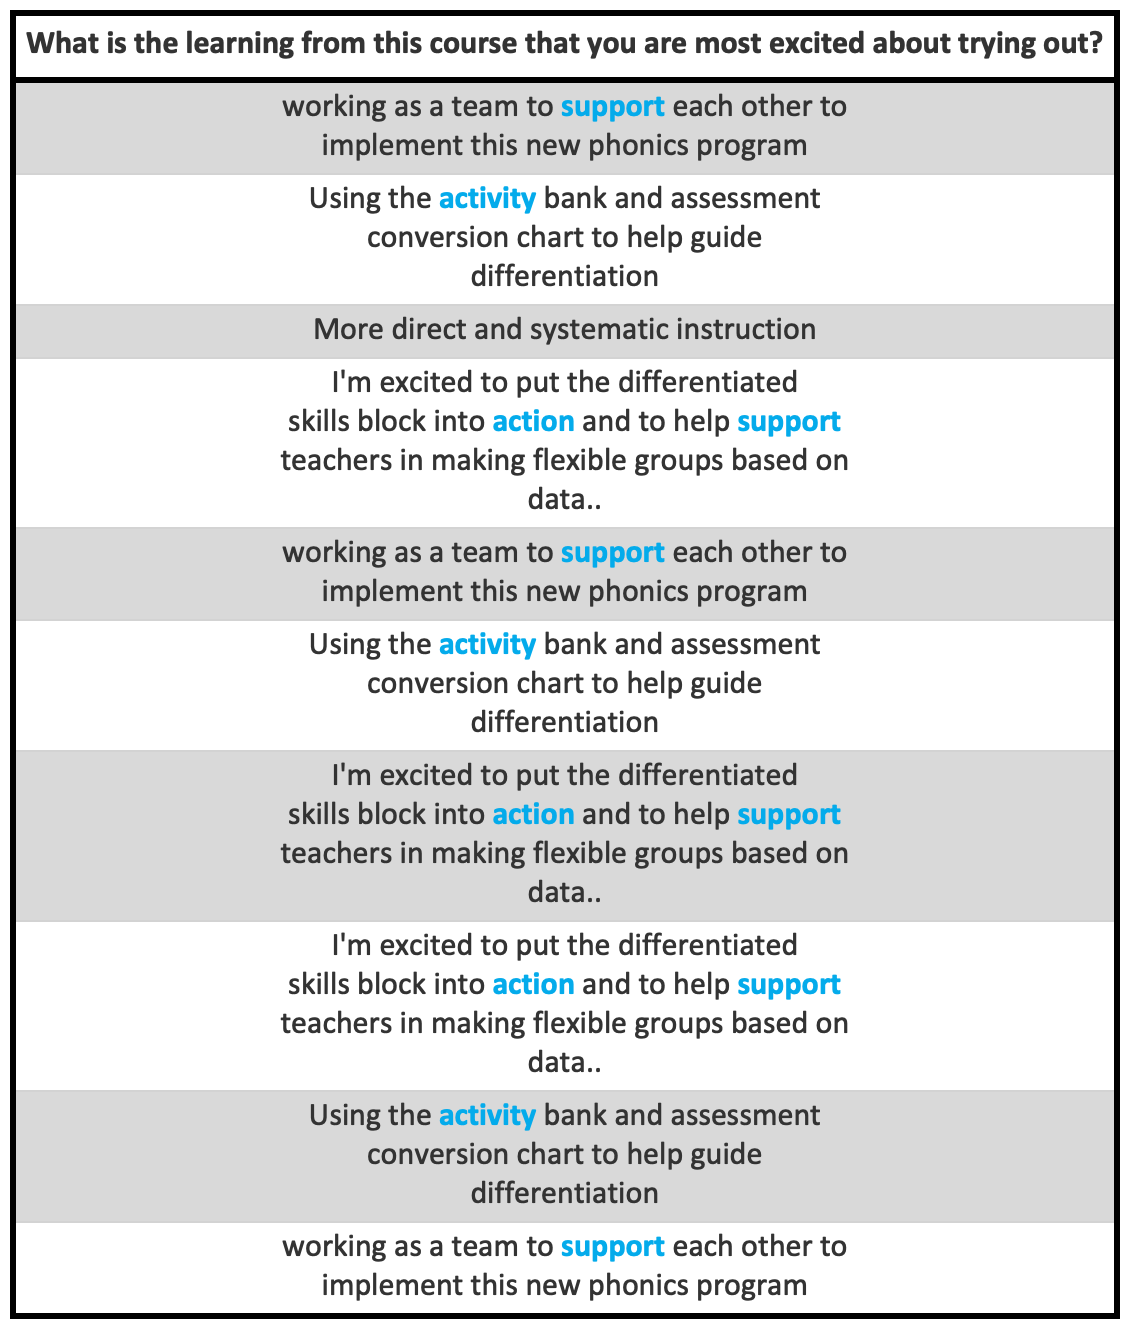 What is the learning from this course that you are most excited about trying out?
working as a team to support each other to
implement this new phonics program
Using the activity bank and assessment
conversion chart to help guide
differentiation
More direct and systematic instruction
I'm excited to put the differentiated
skills block into action and to help support
teachers in making flexible groups based on
data..
working as a team to support each other to
implement this new phonics program
Using the activity bank and assessment
conversion chart to help guide
differentiation
I'm excited to put the differentiated
skills block into action and to help support
teachers in making flexible groups based on
data..
I'm excited to put the differentiated
skills block into action and to help support
teachers in making flexible groups based on
data..
Using the activity bank and assessment
conversion chart to help guide
differentiation
working as a team to support each other to
implement this new phonics program